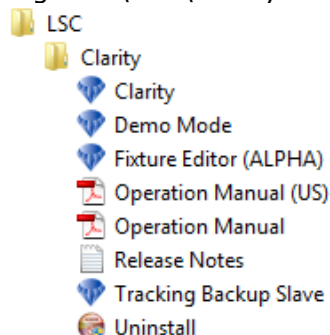 LSC
Clarity
Clarity
Demo Mode
Fixture Editor (ALPHA)
Operation Manual (US)
Operation Manual
Release Notes
Tracking Backup Slave
Uninstall